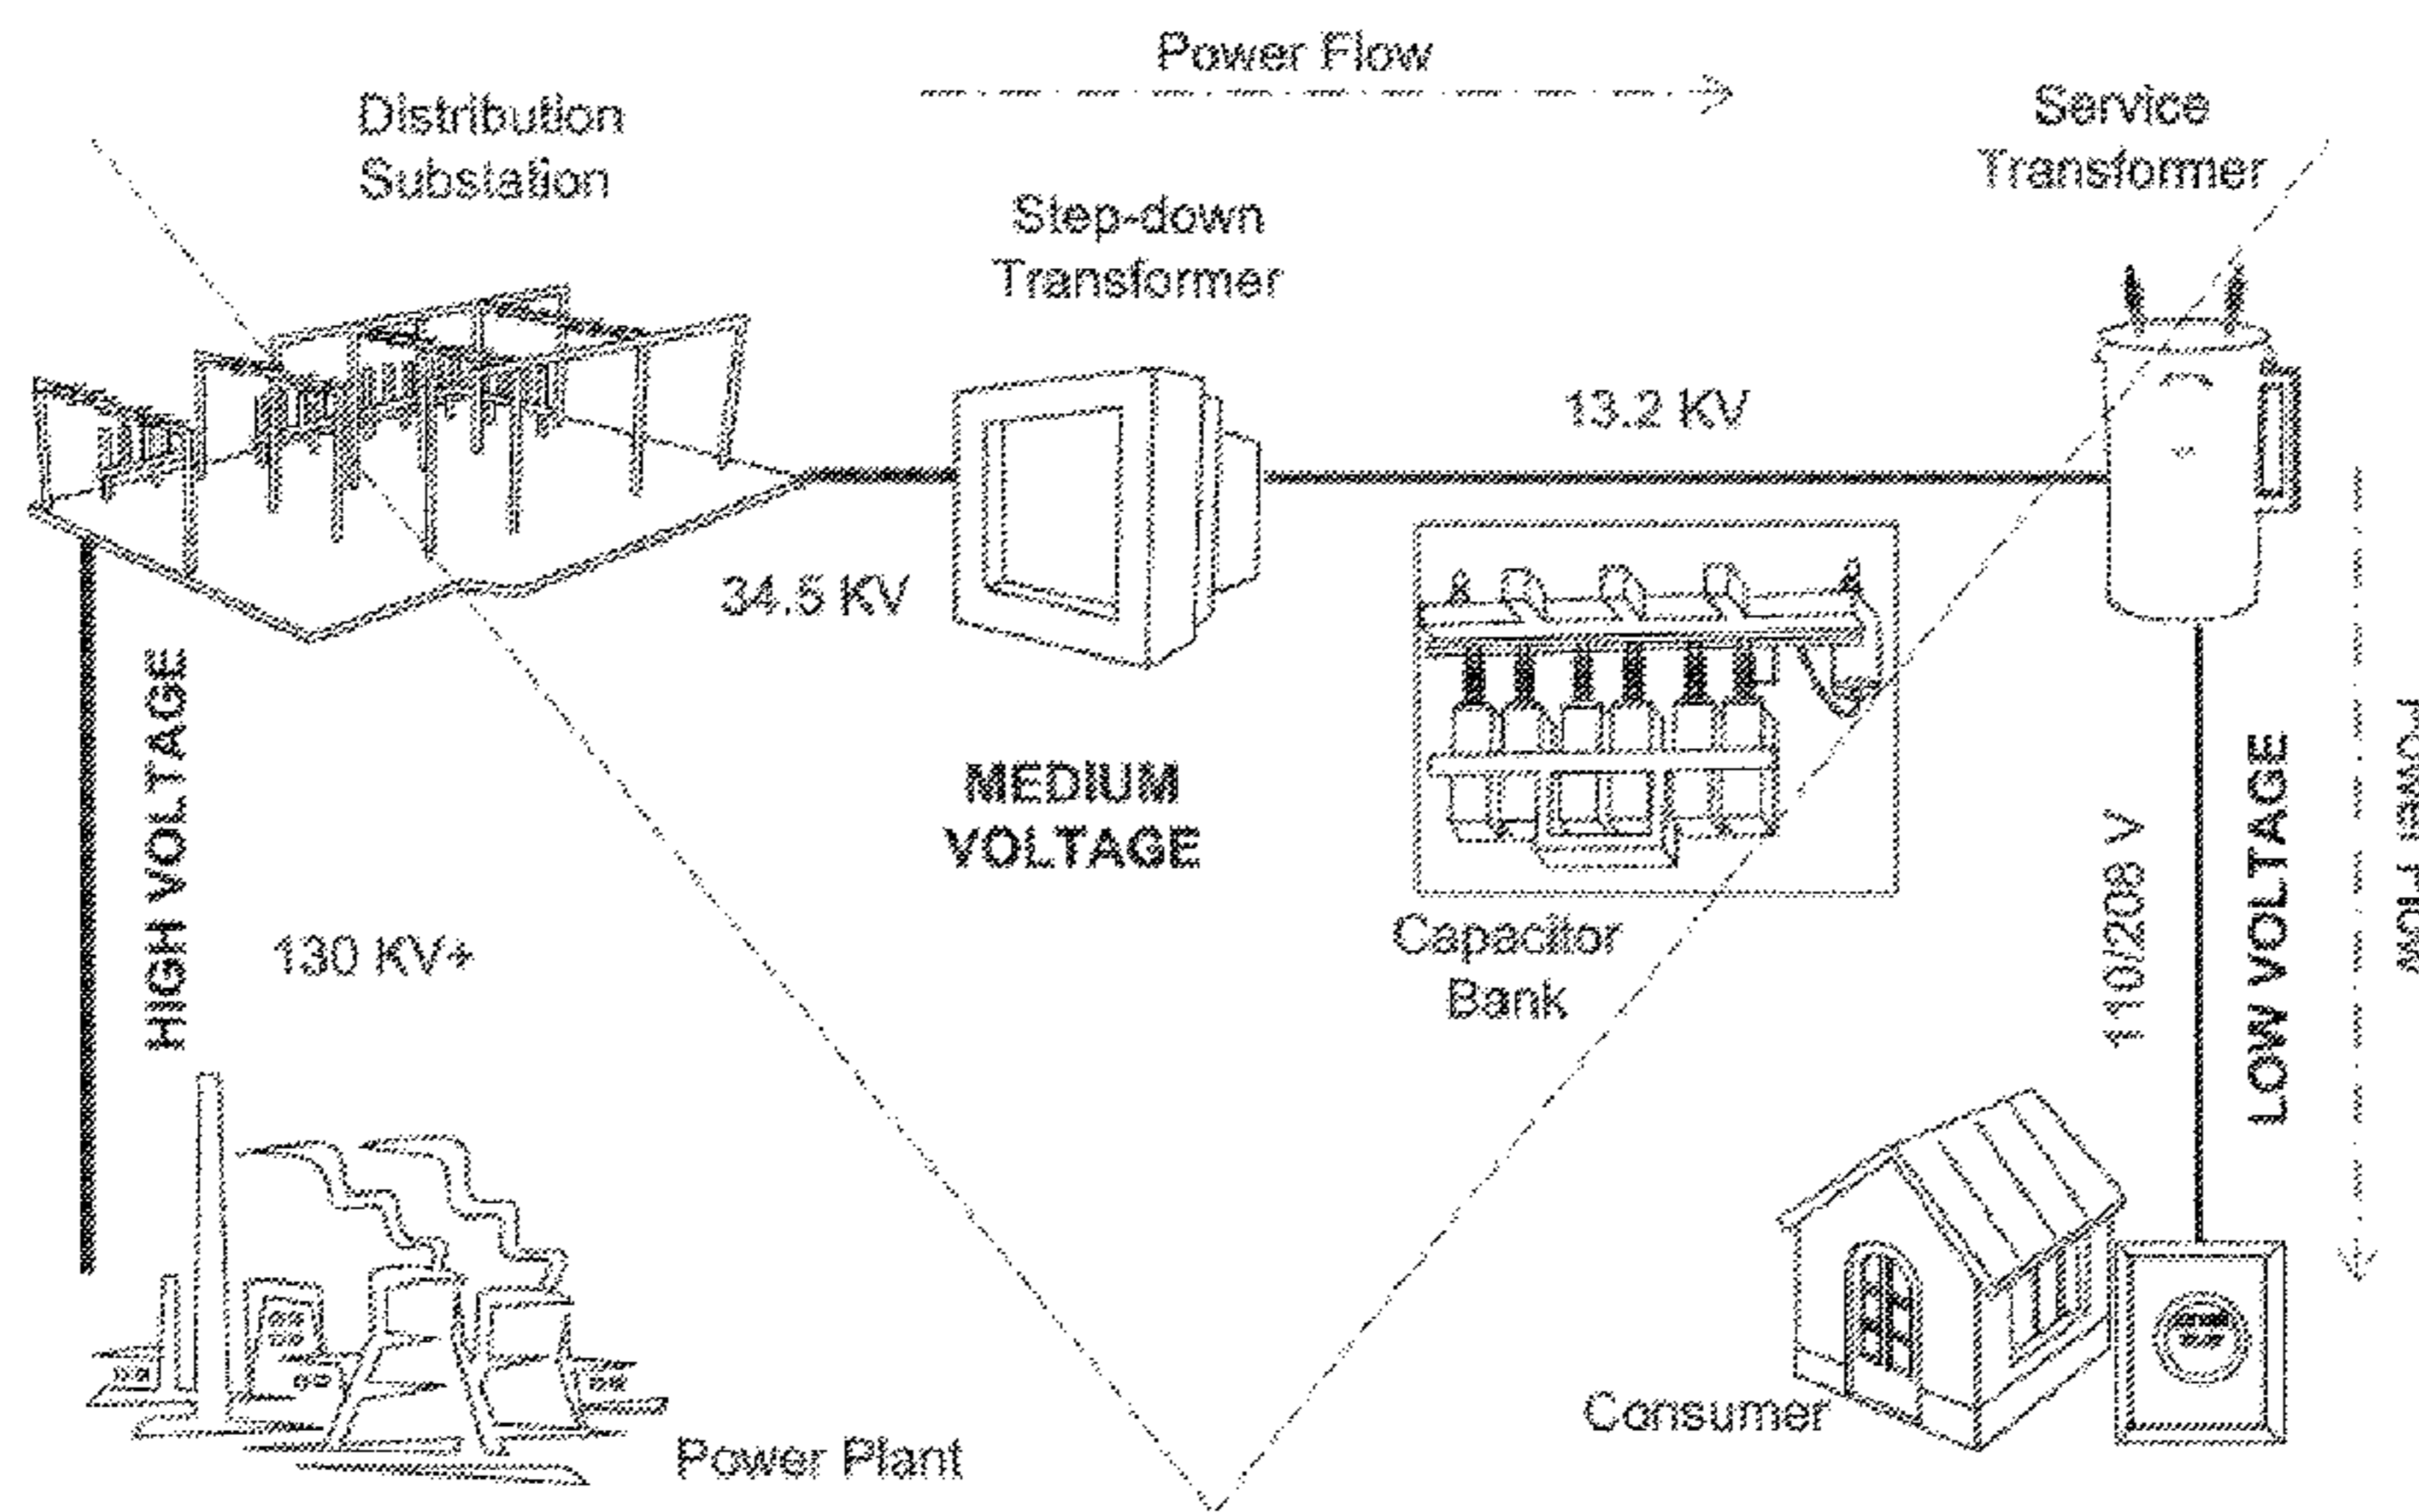 Power Flow
Distribution
Substation
Service
Transformer
Step-down
Transformer
13.2 KV
34.5 KV
HIGH VOLTAGE
130 KV+
MEDIUM
VOLTAGE
Capacitor
Bank
110/208 V
LOW VOLTAGE
Power Flow
Consumer
Power Plant